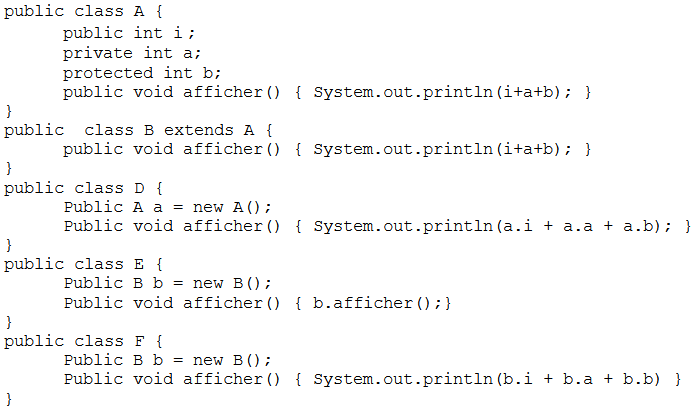 public class A {
public int i;
private int a;
protected int b;
public void afficher() { System.out.println(i+a+b); }
}
public  class B extends A {
public void afficher() { System.out.println(i+a+b); }
}
public class D {
Public A a = new A();
Public void afficher() { System.out.println(a.i + a.a + a.b); }
}
public class E {
Public B b = new B();
Public void afficher() { b.afficher();}
}
public class F {
Public B b = new B();
Public void afficher() { System.out.println(b.i + b.a + b.b) }
}